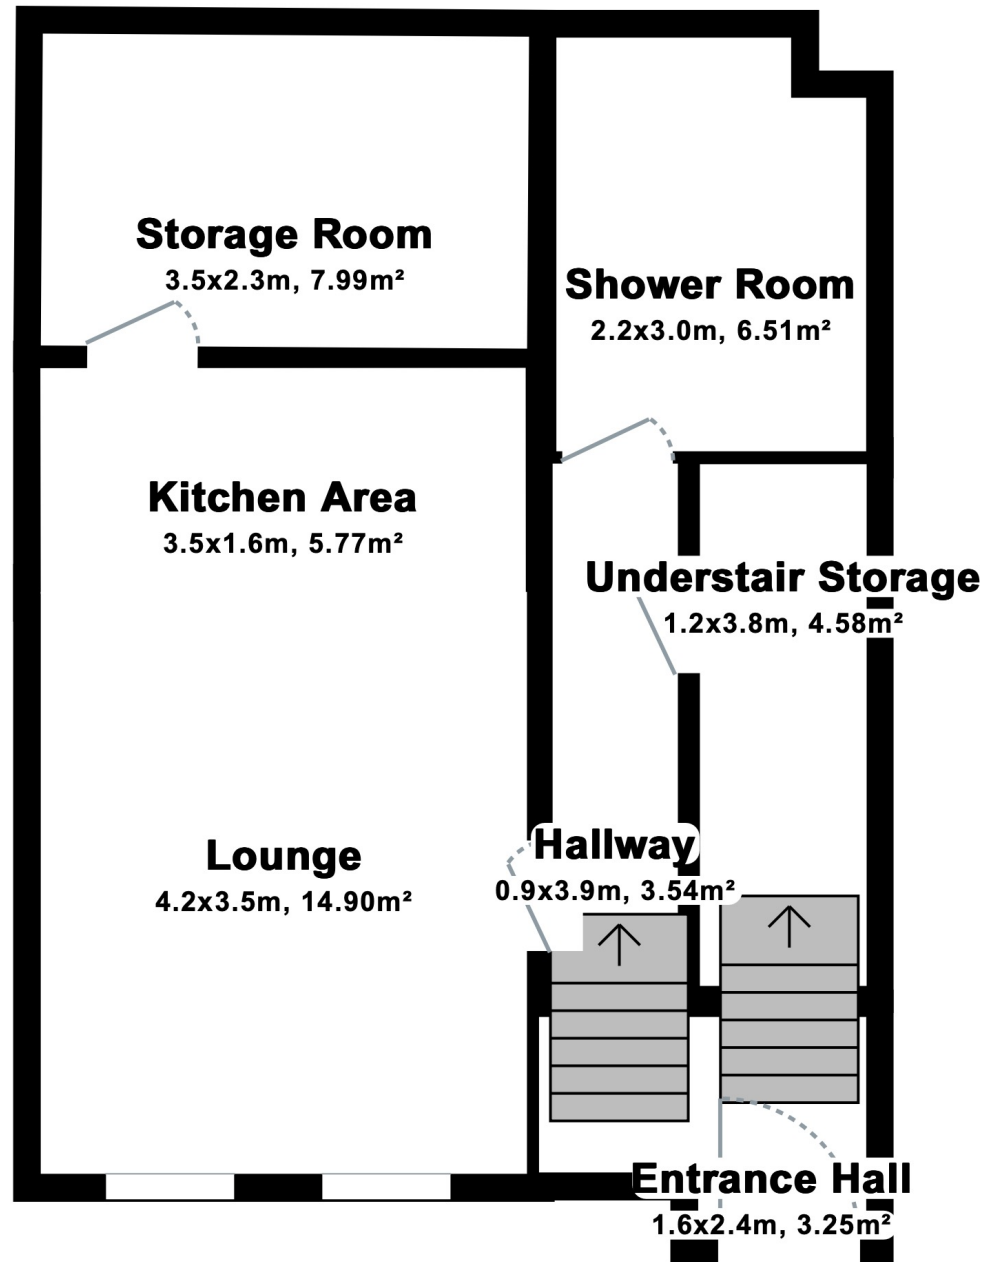 Storage Room
3.5x2.3m, 7.99m²
Shower Room
2.2x3.0m, 6.51m²
Kitchen Area
3.5x1.6m, 5.77m²
Understair Storage
1.2x3.8m, 4.58m²
Lounge
4.2x3.5m, 14.90m²
Hallway
0.9x3.9m, 3.54m²
Entrance Hall
1.6x2.4m, 3.25m²